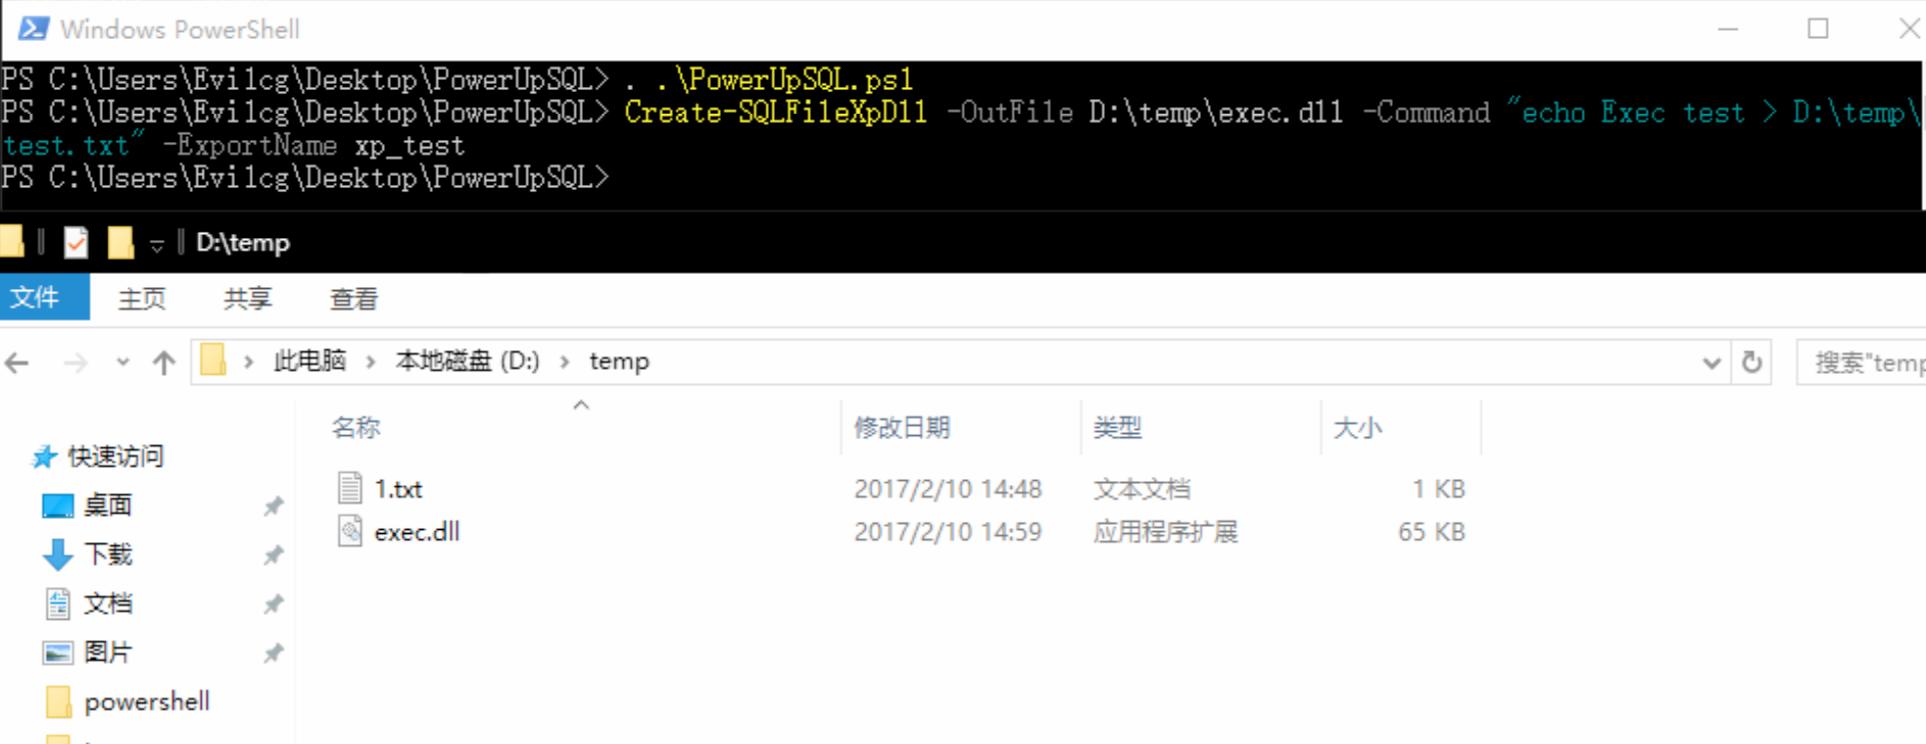 Windows PowerShell
PS C:\Users\Evi1cg\Desktop\PowerUpSQL> . .\PowerUpSQL.ps1
PS C:\Users\Evi1cg\Desktop\PowerUpSQL> Create-SQLFileXpDll -OutFile D:\temp\exec.dll -Command "echo Exec test > D:\temp\
test.txt" -ExportName xp_test
PS C:\Users\Evi1cg\Desktop\PowerUpSQL>
D:\temp
文件 主页 共享 查看
此电脑 > 本地磁盘 (D:) > temp 搜索"temp
名称 修改日期 类型 大小
快速访问
1.txt 2017/2/10 14:48 文本文档 1 KB
桌面
exec.dll 2017/2/10 14:59 应用程序扩展 65 KB
下载
文档
图片
powershell